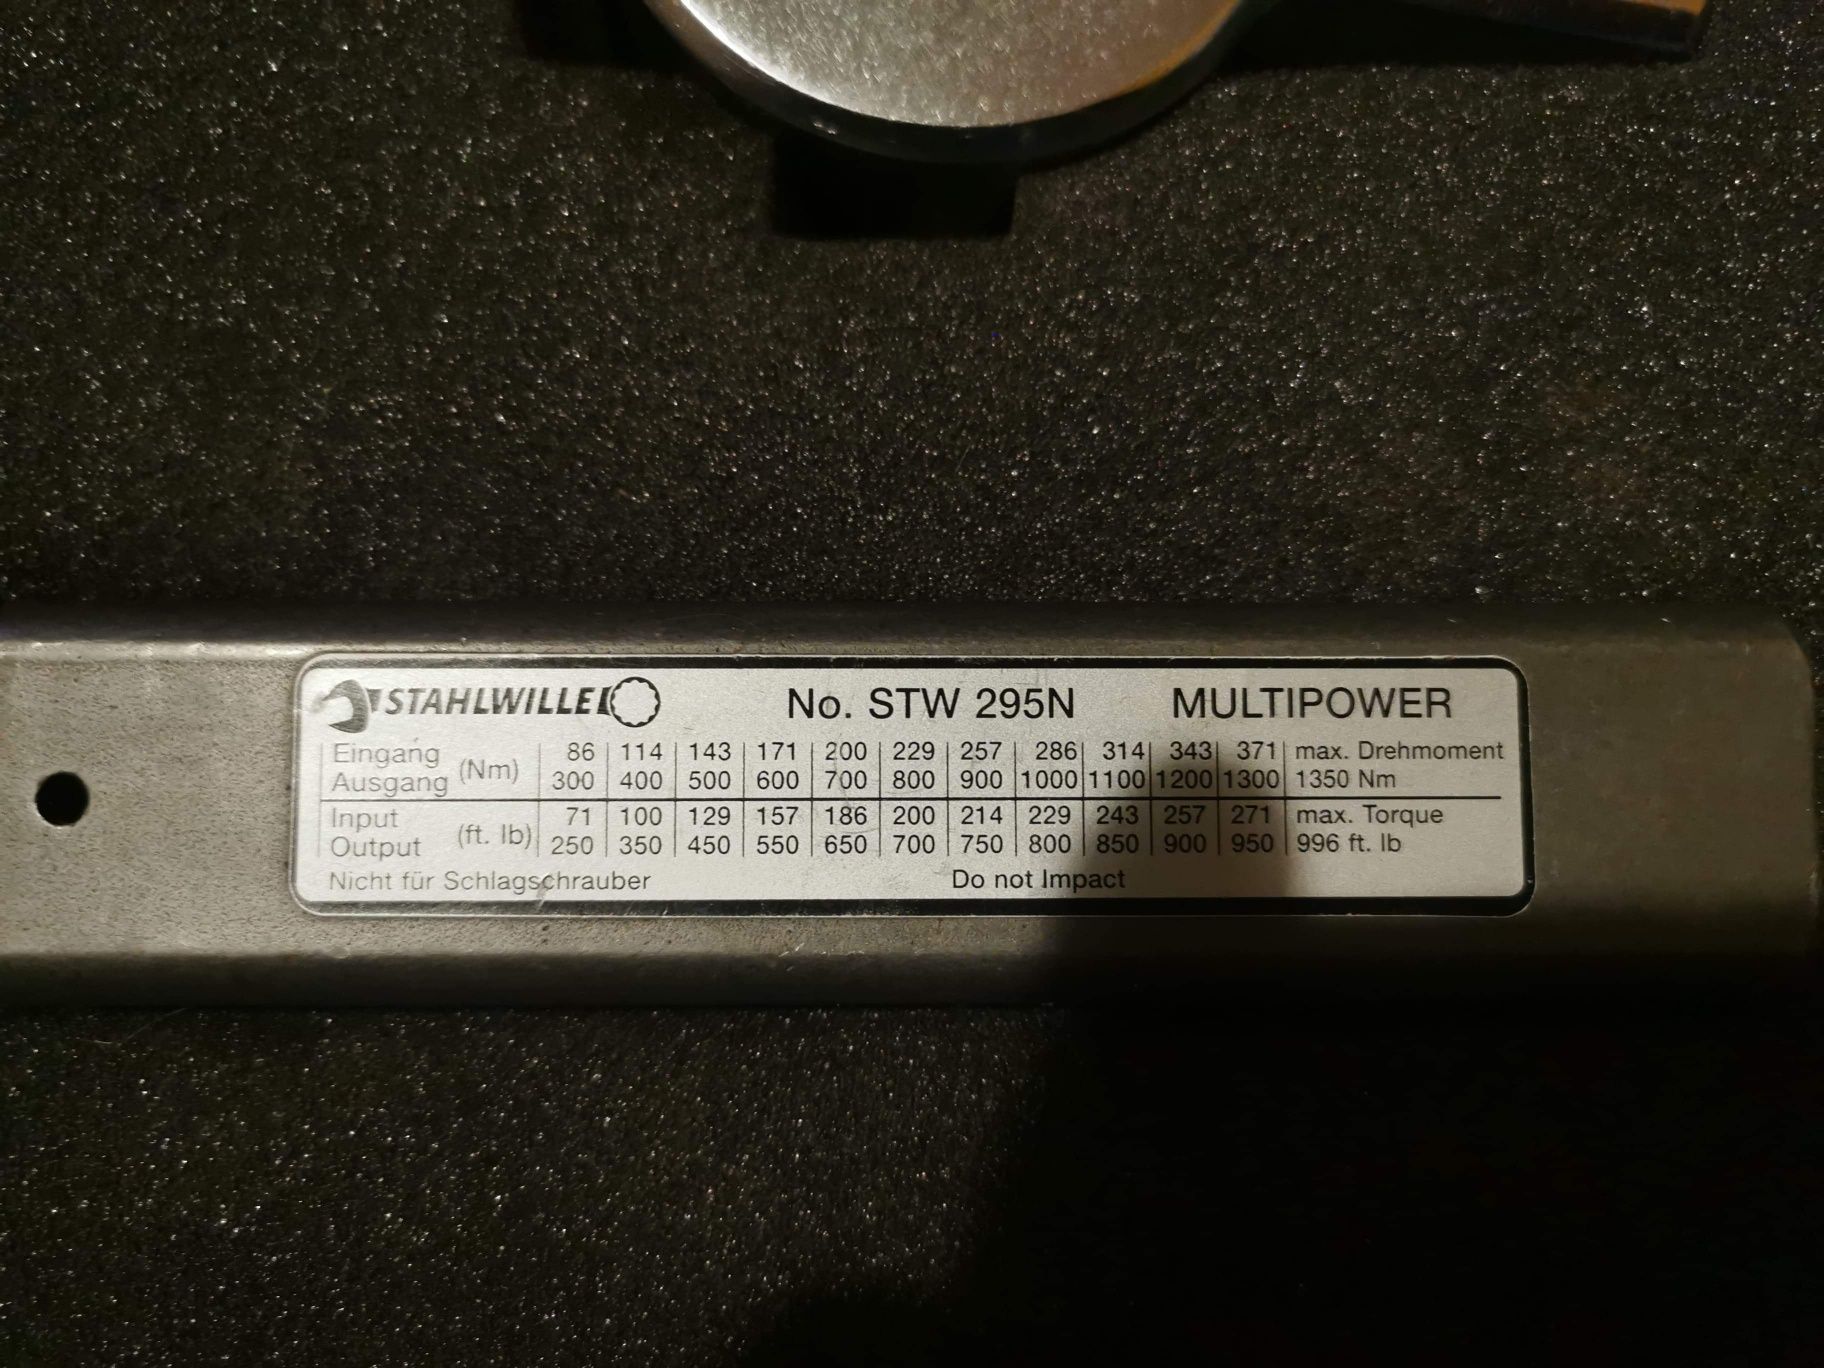 STAHLWILLE No. STW 295N MULTIPOWER
Eingang (Nm) 86 114 143 171 200 229 257 286 314 343 371 max. Drehmoment
Ausgang 300 400 500 600 700 800 900 1000 1100 1200 1300 1350 Nm
Input (ft. lb) 71 100 129 157 186 200 214 229 243 257 271 max. Torque
Output 250 350 450 550 650 700 750 800 850 900 950 996 ft. lb
Nicht für Schlagschrauber Do not Impact